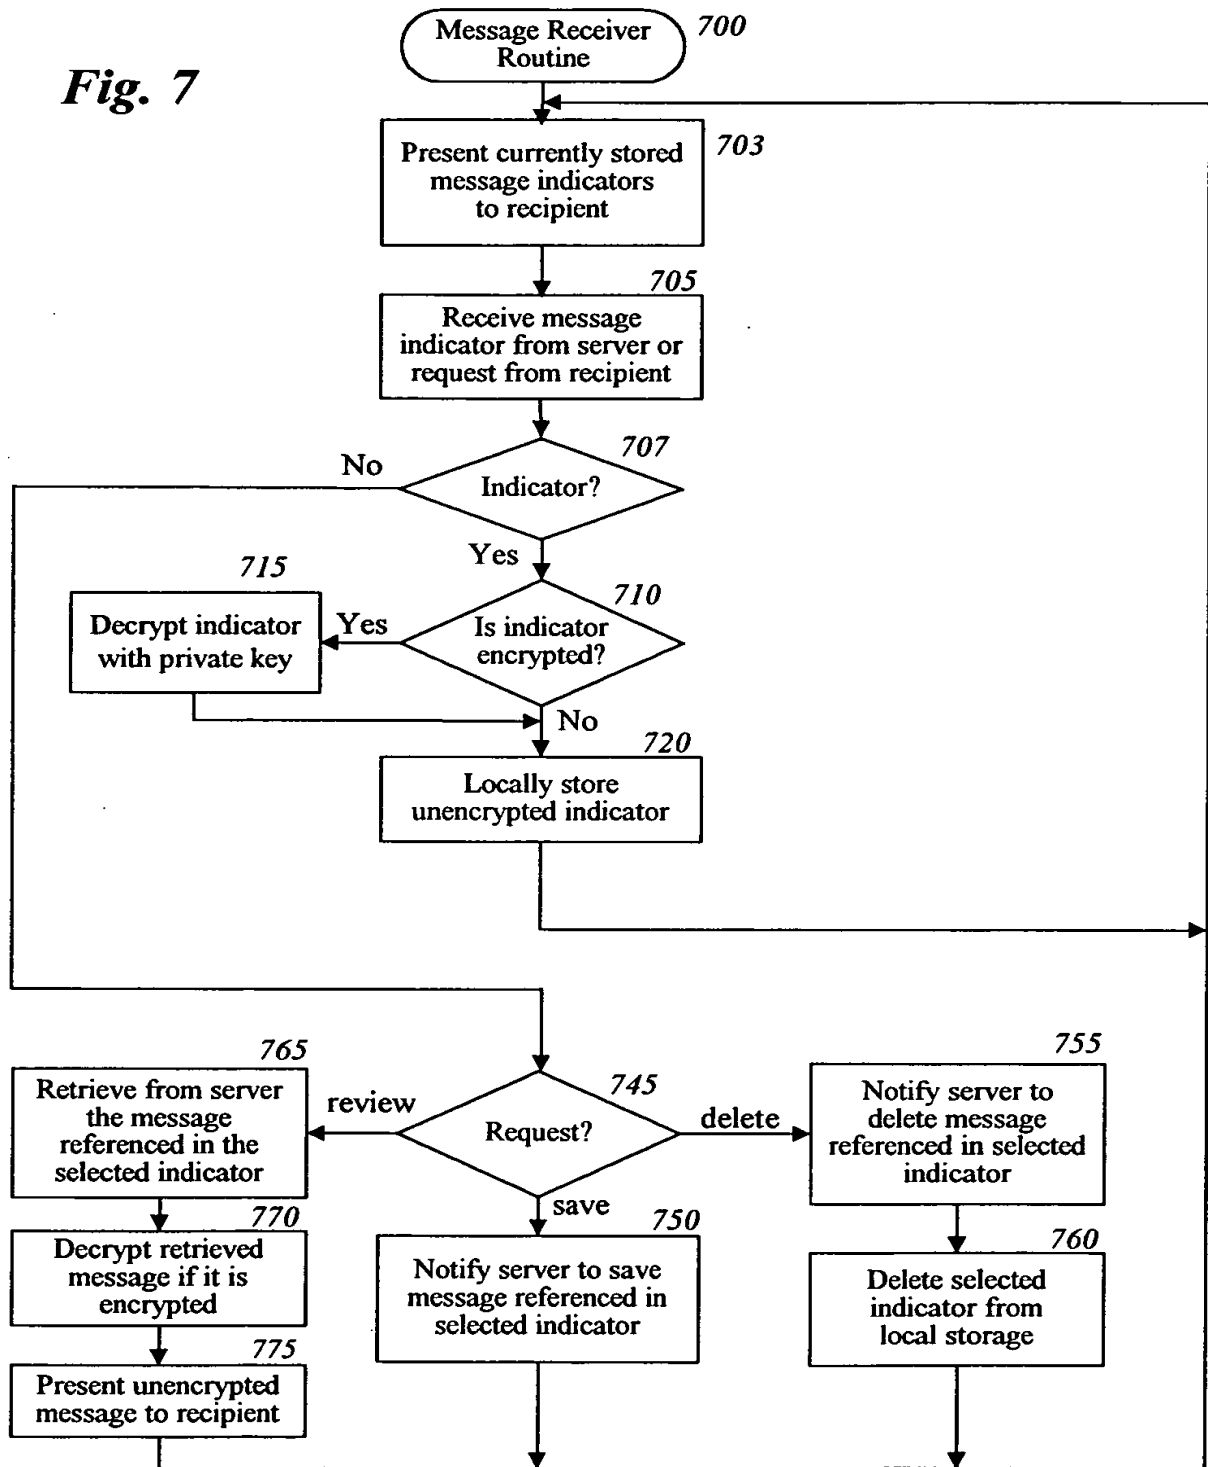 Message Receiver
Routine
700
Fig. 7
Present currently stored
message indicators
to recipient
703
705
Receive message
indicator from server or
request from recipient
707
No
Indicator?
Yes
715
710
Decrypt indicator
with private key
Yes
Is indicator
encrypted?
No
720
Locally store
unencrypted indicator
765
Retrieve from server
the message
referenced in the
selected indicator
review
745
Request?
delete
755
Notify server to
delete message
referenced in selected
indicator
save
770
Decrypt retrieved
message if it is
encrypted
750
Notify server to save
message referenced in
selected indicator
760
Delete selected
indicator from
local storage
775
Present unencrypted
message to recipient